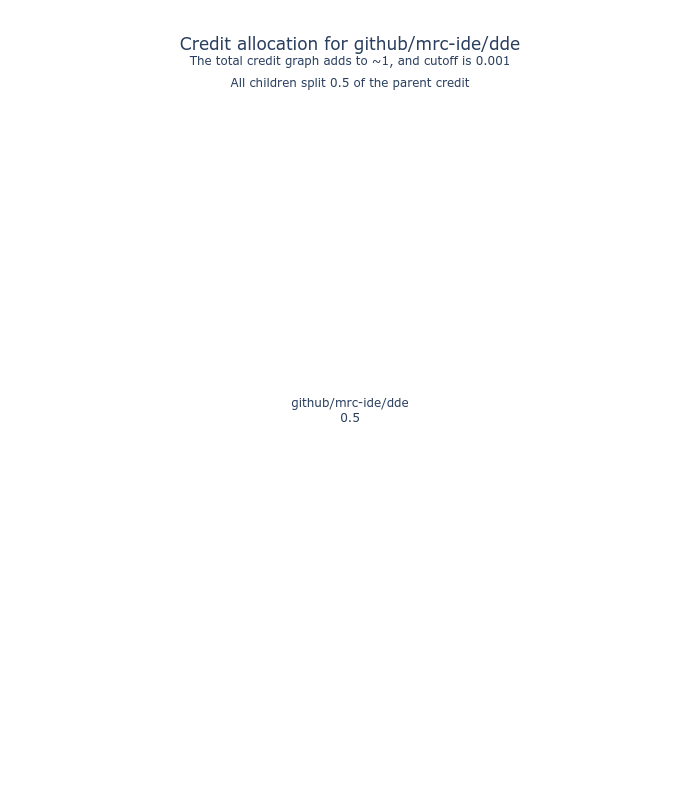 Credit allocation for github/mrc-ide/dde
The total credit graph adds to ~1, and cutoff is 0.001
All children split 0.5 of the parent credit
github/mrc-ide/dde
0.5